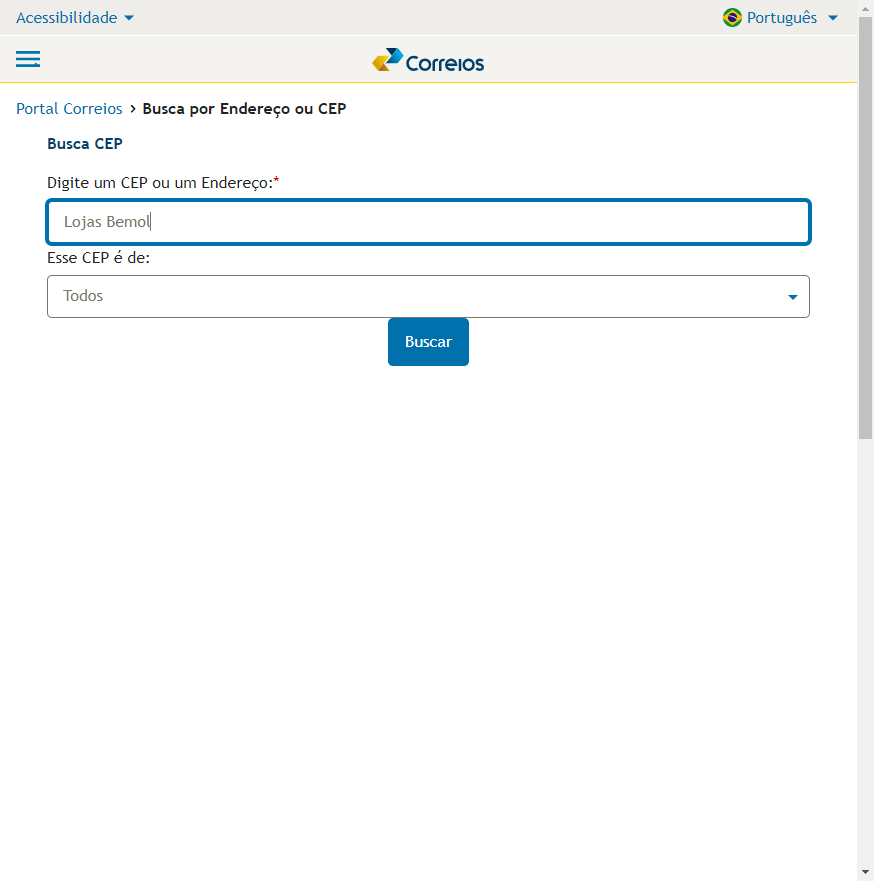 Acessibilidade
Português
Correios
Portal Correios > Busca por Endereço ou CEP
Busca CEP
Digite um CEP ou um Endereço:*
Lojas Bemol
Esse CEP é de:
Todos
Buscar